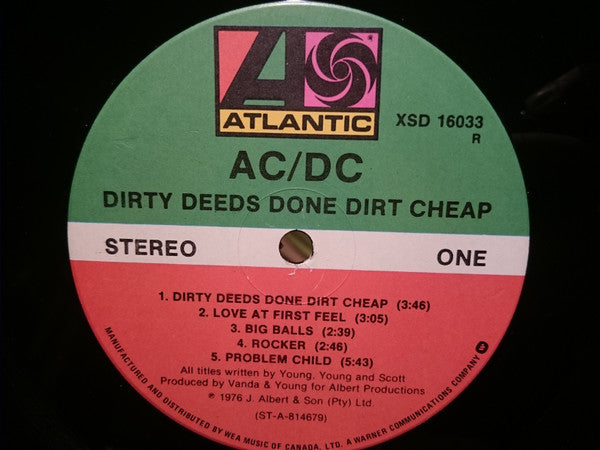 ATLANTIC
XSD 16033
R
AC/DC
DIRTY DEEDS DONE DIRT CHEAP
STEREO
ONE
1. DIRTY DEEDS DONE DIRT CHEAP (3:46)
2. LOVE AT FIRST FEEL (3:05)
3. BIG BALLS (2:39)
4. ROCKER (2:46)
5. PROBLEM CHILD (5:43)
All titles written by Young, Young and Scott
Produced by Vanda & Young for Albert Productions
℗ 1976 J. Albert & Son (Pty) Ltd
(ST-A-814679)
MANUFACTURED AND DISTRIBUTED BY WEA MUSIC OF CANADA, LTD. A WARNER COMMUNICATIONS COMPANY